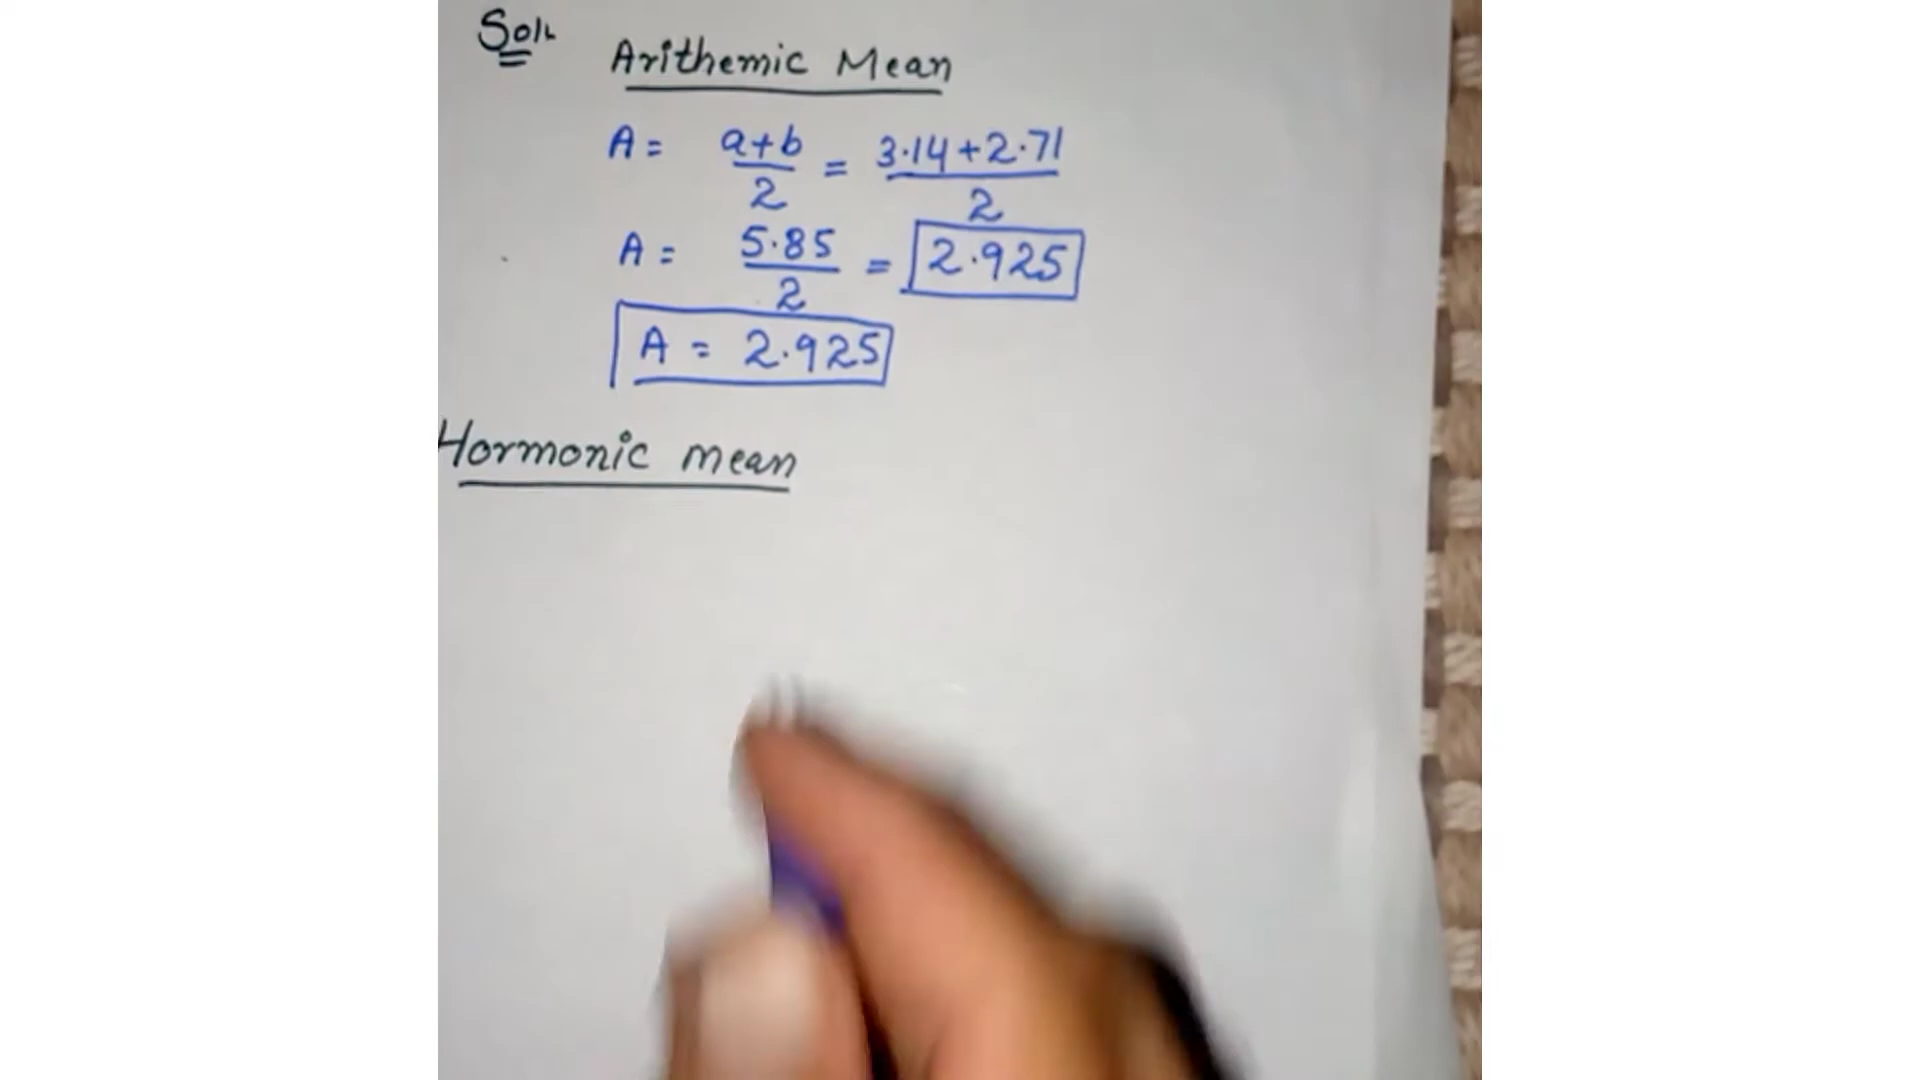 Soln
Arithemic Mean
A = a+b/2 = 3.14+2.71/2
A = 5.85/2 = 2.925
A = 2.925
Hormonic mean